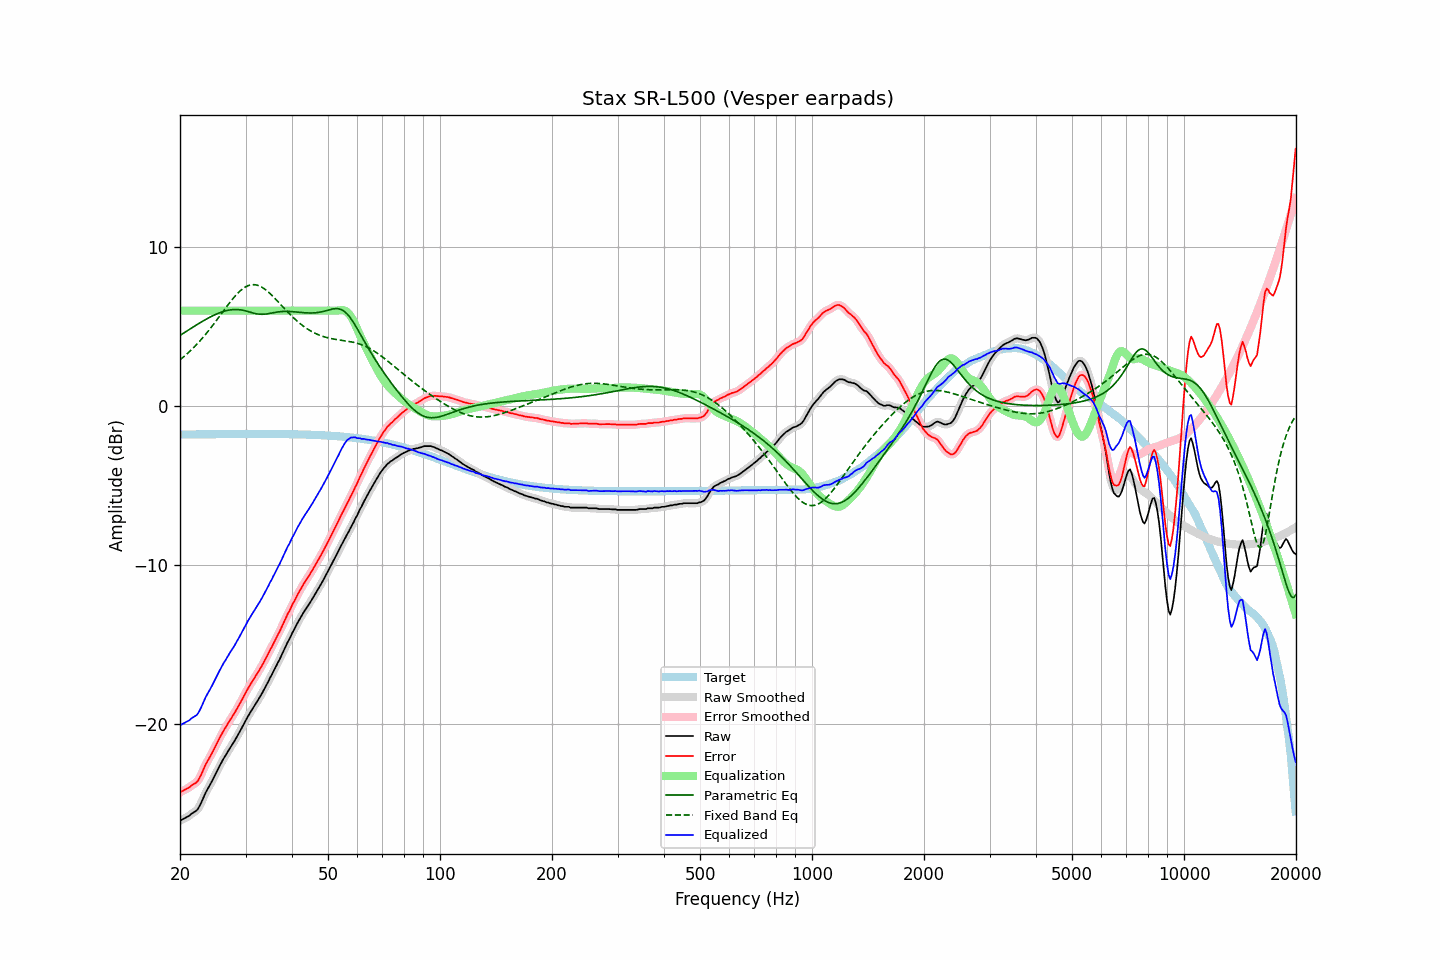 Stax SR-L500 (Vesper earpads)
Amplitude (dBr)
10
0
−10
−20
Target
Raw Smoothed
Error Smoothed
Raw
Error
Equalization
Parametric Eq
Fixed Band Eq
Equalized
20 50 100 200 500 1000 2000 5000 10000 20000
Frequency (Hz)